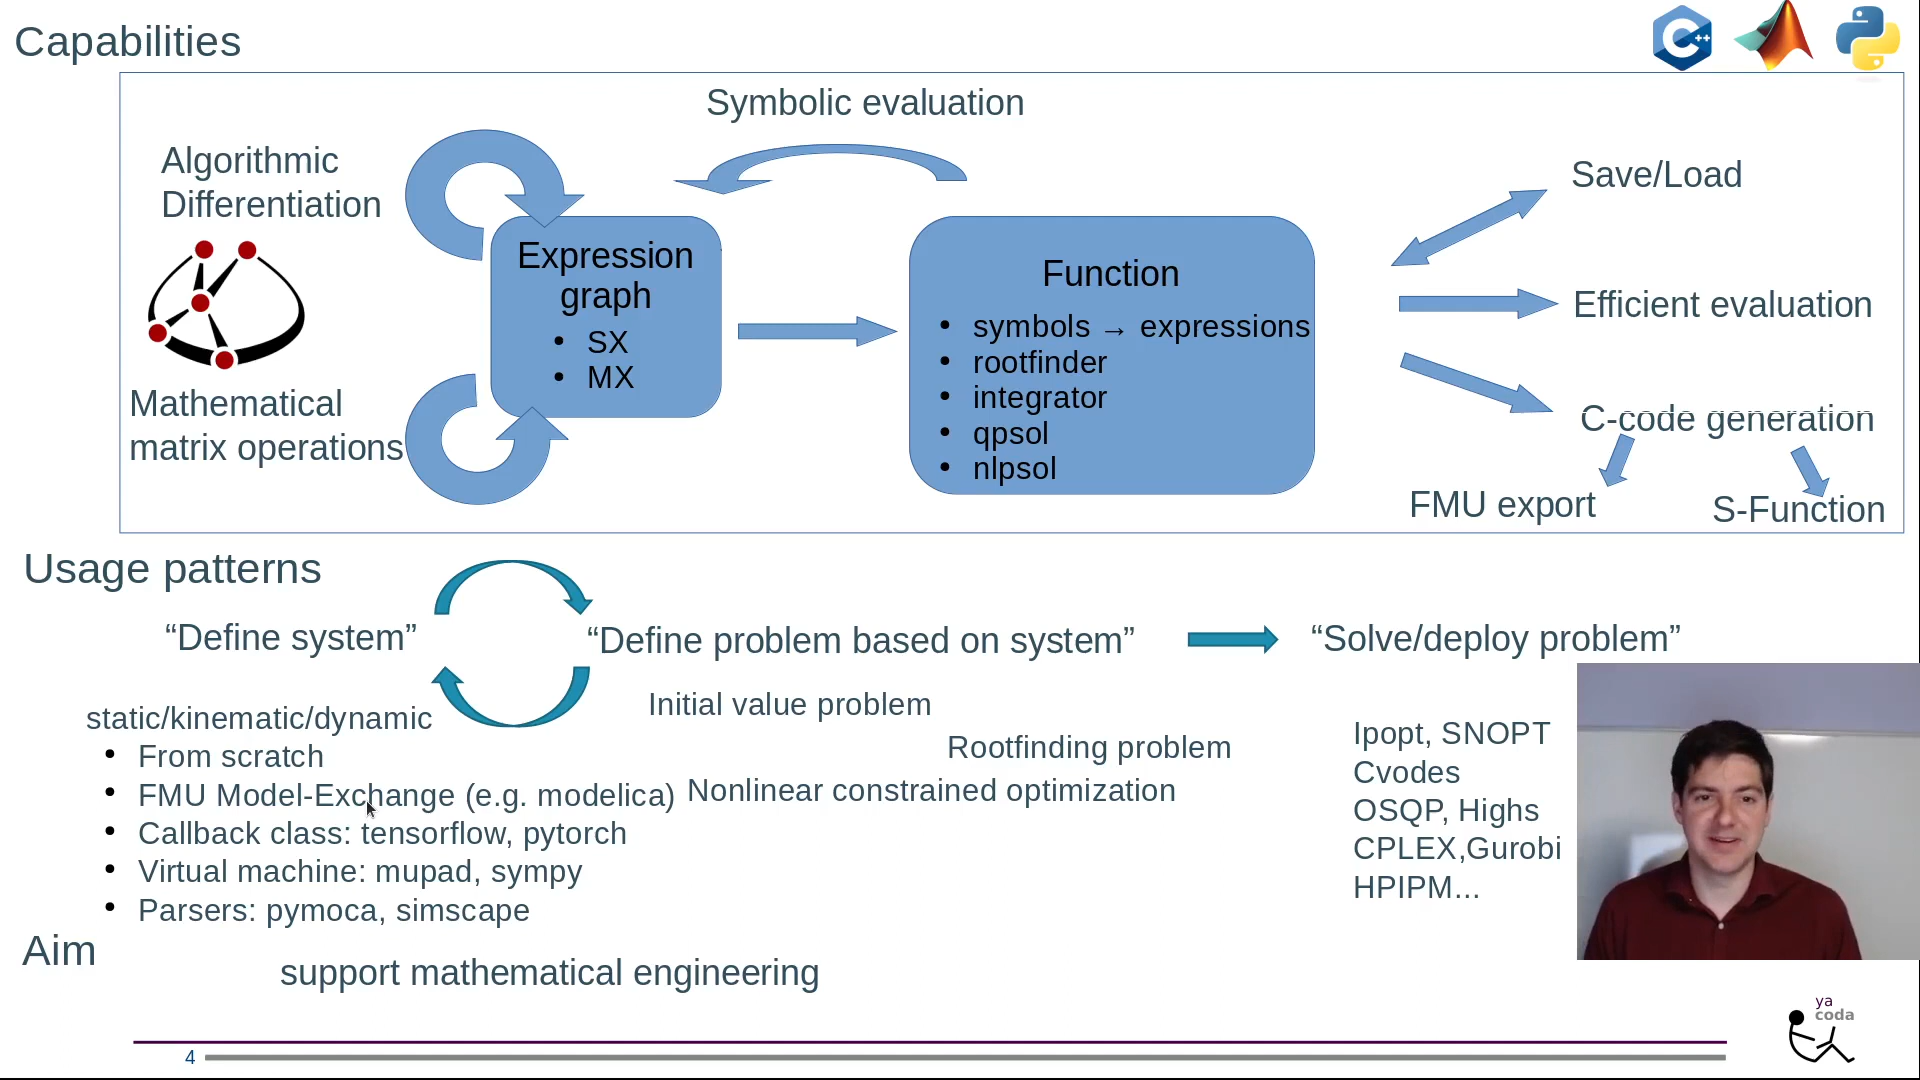 Capabilities
C++
Symbolic evaluation
Algorithmic
Differentiation
Mathematical
matrix operations
Expression
graph
• SX
• MX
Function
• symbols → expressions
• rootfinder
• integrator
• qpsol
• nlpsol
Save/Load
Efficient evaluation
C-code generation
FMU export
S-Function
Usage patterns
“Define system”
“Define problem based on system”
“Solve/deploy problem”
static/kinematic/dynamic
• From scratch
• FMU Model-Exchange (e.g. modelica)
• Callback class: tensorflow, pytorch
• Virtual machine: mupad, sympy
• Parsers: pymoca, simscape
Initial value problem
Rootfinding problem
Nonlinear constrained optimization
Ipopt, SNOPT
Cvodes
OSQP, Highs
CPLEX,Gurobi
HPIPM...
Aim
support mathematical engineering
ya
coda
4